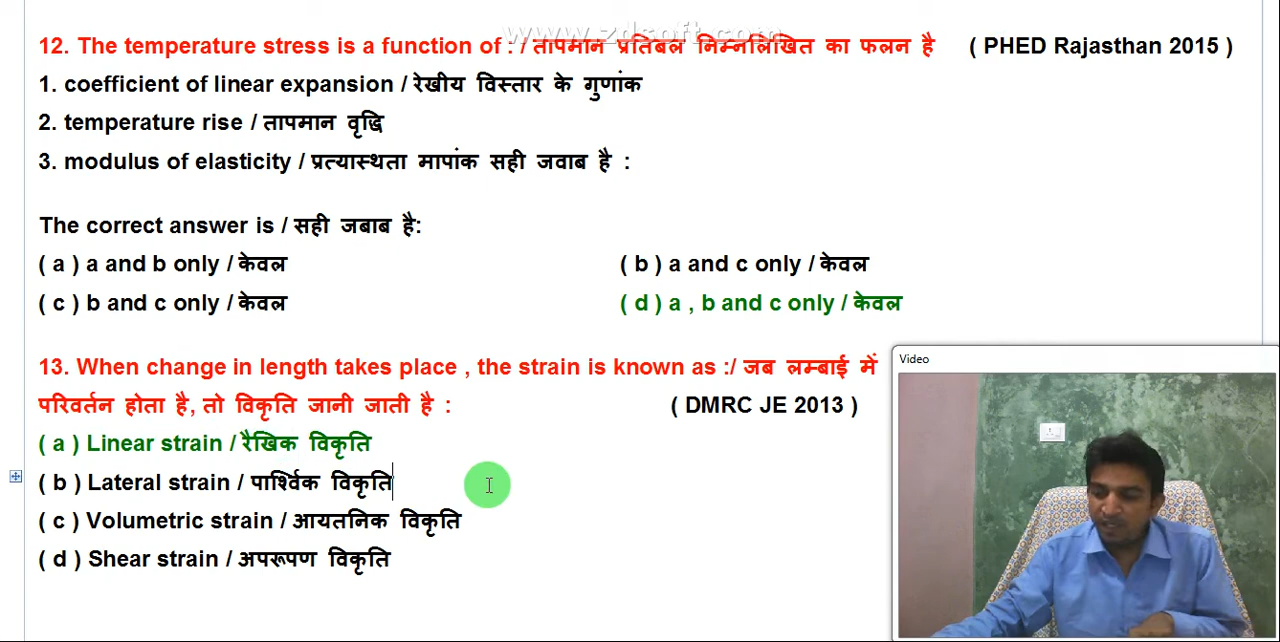 www.zdsoft.com
12. The temperature stress is a function of : / तापमान प्रतिबल निम्नलिखित का फलन है ( PHED Rajasthan 2015 )
1. coefficient of linear expansion / रेखीय विस्तार के गुणांक
2. temperature rise / तापमान वृद्धि
3. modulus of elasticity / प्रत्यास्थता मापांक सही जवाब है :
The correct answer is / सही जबाब है:
( a ) a and b only / केवल ( b ) a and c only / केवल
( c ) b and c only / केवल ( d ) a , b and c only / केवल
13. When change in length takes place , the strain is known as :/ जब लम्बाई में
परिवर्तन होता है, तो विकृति जानी जाती है : ( DMRC JE 2013 )
( a ) Linear strain / रैखिक विकृति
( b ) Lateral strain / पार्श्विक विकृति
( c ) Volumetric strain / आयतनिक विकृति
( d ) Shear strain / अपरूपण विकृति
Video